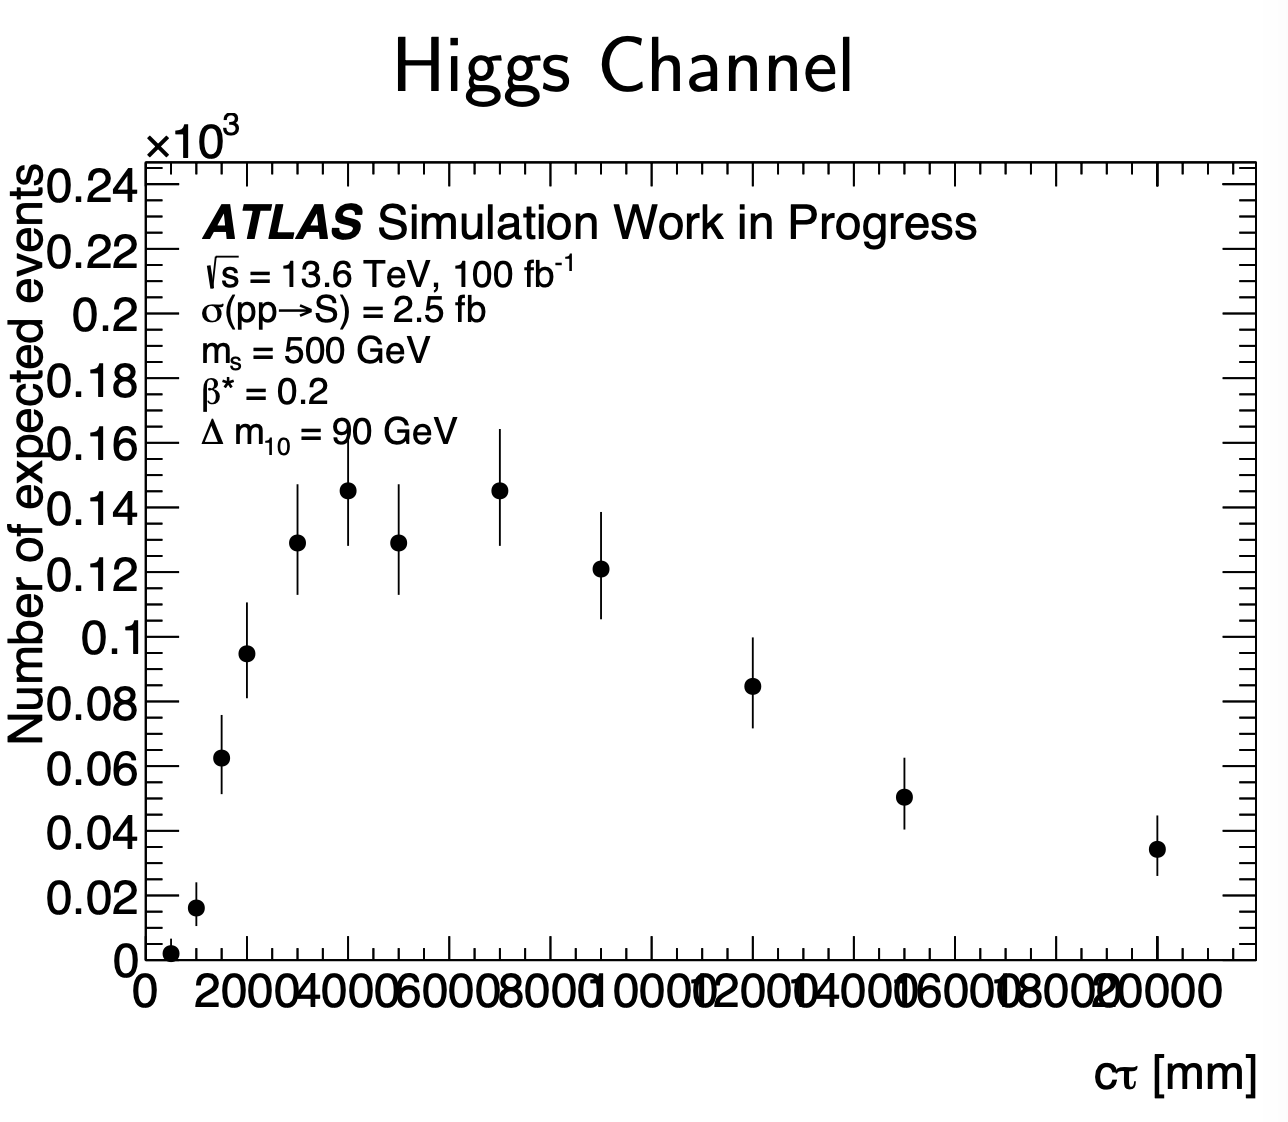 Higgs Channel
×10³
Number of expected events
0.24
0.22
0.2
0.18
0.16
0.14
0.12
0.1
0.08
0.06
0.04
0.02
0
ATLAS Simulation Work in Progress
√s = 13.6 TeV, 100 fb⁻¹
σ(pp→S) = 2.5 fb
mₛ = 500 GeV
β* = 0.2
Δ m₁₀ = 90 GeV
0 2000 4000 6000 8000 10000 12000 14000 16000 18000 20000
cτ [mm]